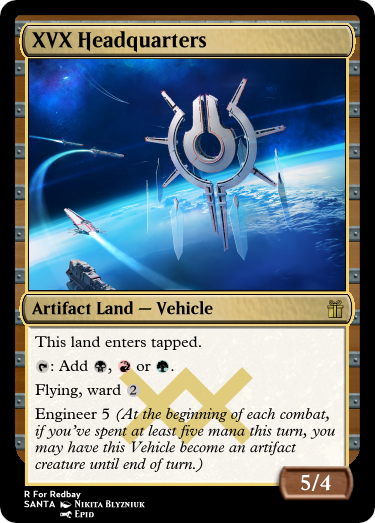 XVX Headquarters
Artifact Land — Vehicle
This land enters tapped.
: Add , or .
Flying, ward 2
Engineer 5 (At the beginning of each combat,
if you've spent at least five mana this turn, you
may have this Vehicle become an artifact
creature until end of turn.)
5/4
R For Redbay
SANTA Nikita Blyzniuk
Epid